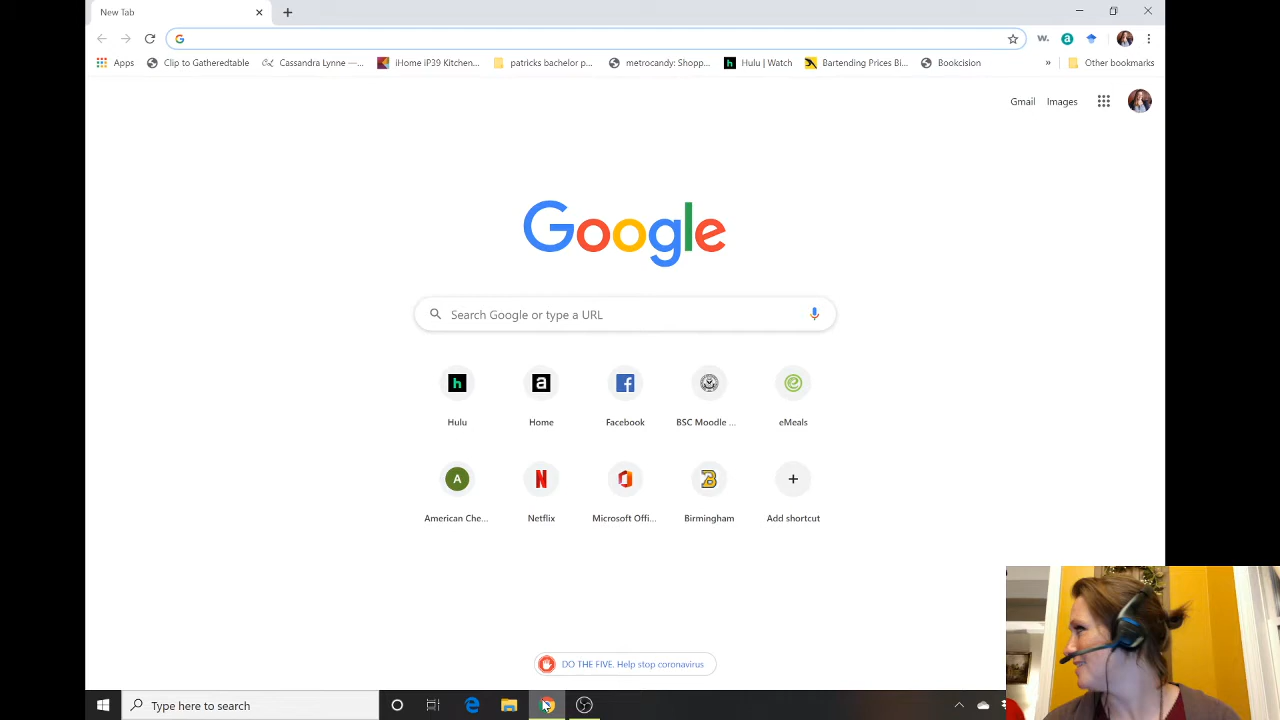 New Tab
Apps Clip to Gatheredtable Cassandra Lynne —... iHome iP39 Kitchen... patricks bachelor p... metrocandy: Shopp... Hulu | Watch Bartending Prices Bi... Bookcision » Other bookmarks
Gmail Images
Google
Search Google or type a URL
Hulu Home Facebook BSC Moodle ... eMeals
American Che... Netflix Microsoft Offi... Birmingham Add shortcut
DO THE FIVE. Help stop coronavirus
Type here to search